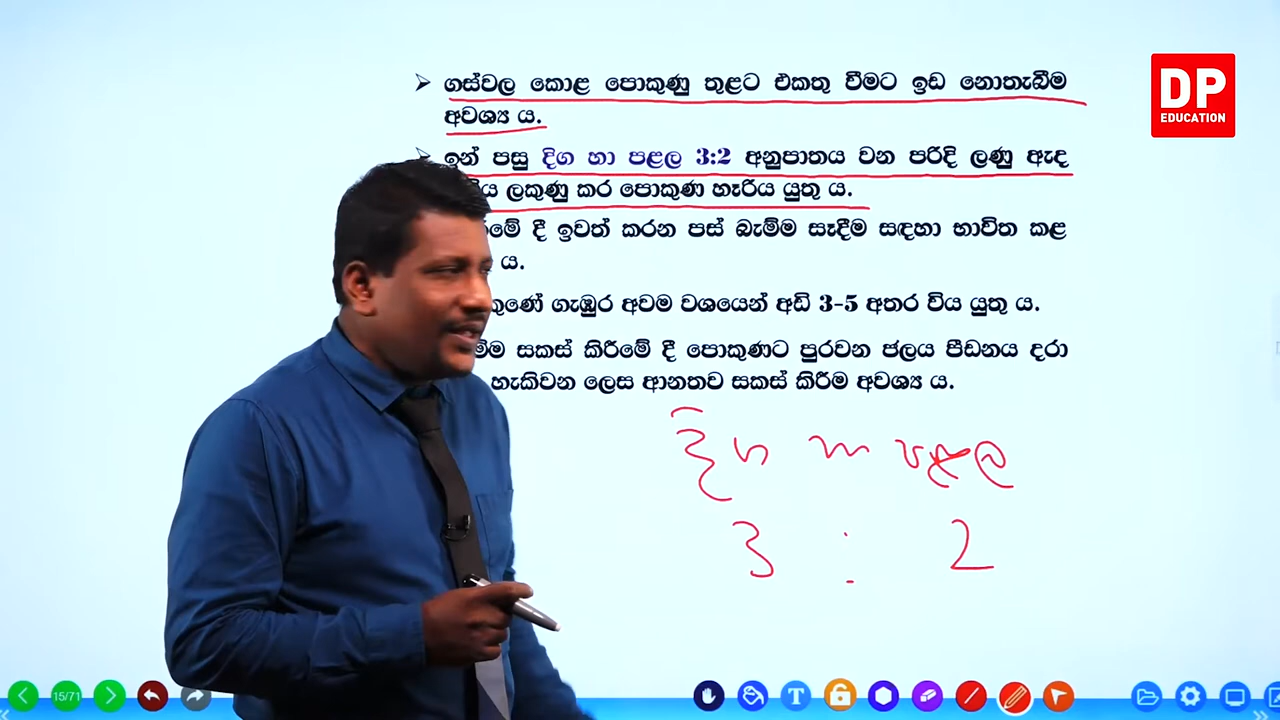 ගස්වල කොළ පොකුණු තුළට එකතු වීමට ඉඩ නොතැබීම
අවශ්‍ය ය.
ඉන් පසු දිග හා පළල 3:2 අනුපාතය වන පරිදි ලණු ඇද
ලකුණු කර පොකුණ හෑරිය යුතු ය.
දී ඉවත් කරන පස් බැම්ම සෑදීම සඳහා භාවිත කළ
ය.
ගැඹුර අවම වශයෙන් අඩි 3-5 අතර විය යුතු ය.
සකස් කිරීමේ දී පොකුණට පුරවන ජලය පීඩනය දරා
හැකිවන ලෙස ආනතව සකස් කිරීම අවශ්‍ය ය.
දිග හා පළල
3 : 2
DP
EDUCATION
15/71